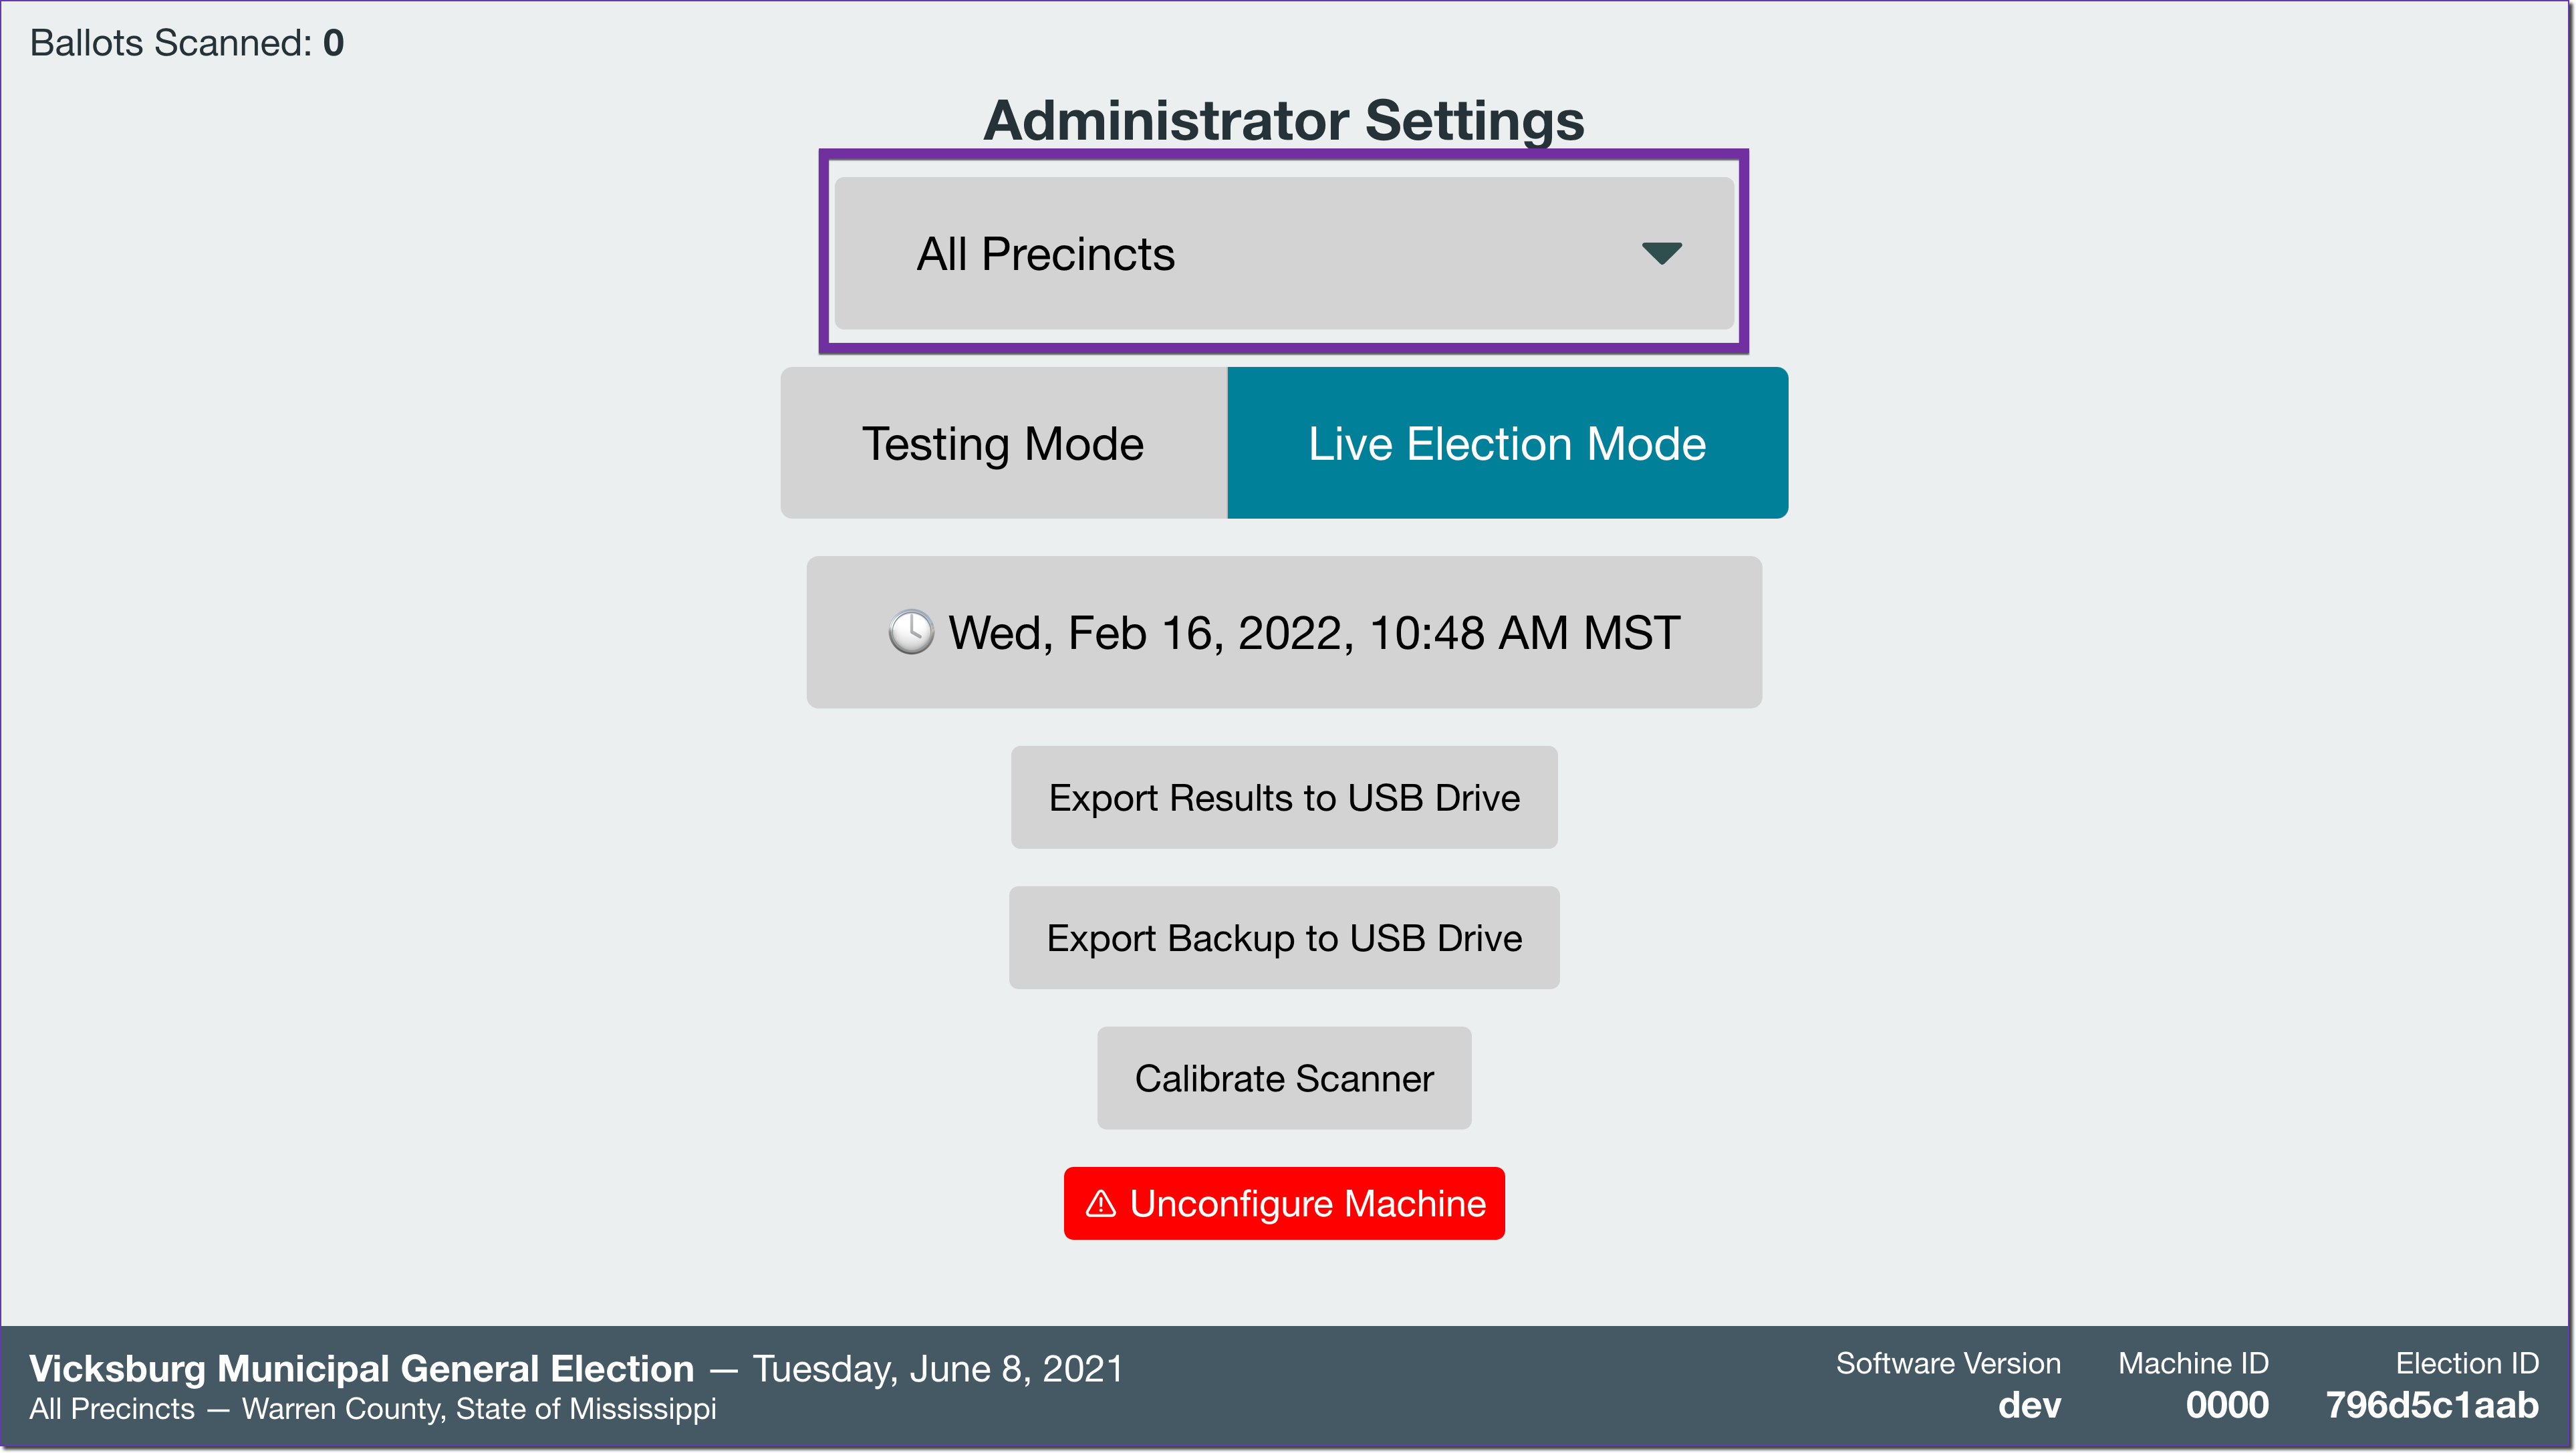 Ballots Scanned: 0
Administrator Settings
All Precincts
Testing Mode
Live Election Mode
Wed, Feb 16, 2022, 10:48 AM MST
Export Results to USB Drive
Export Backup to USB Drive
Calibrate Scanner
Unconfigure Machine
Vicksburg Municipal General Election — Tuesday, June 8, 2021
All Precincts — Warren County, State of Mississippi
Software Version
dev
Machine ID
0000
Election ID
796d5c1aab